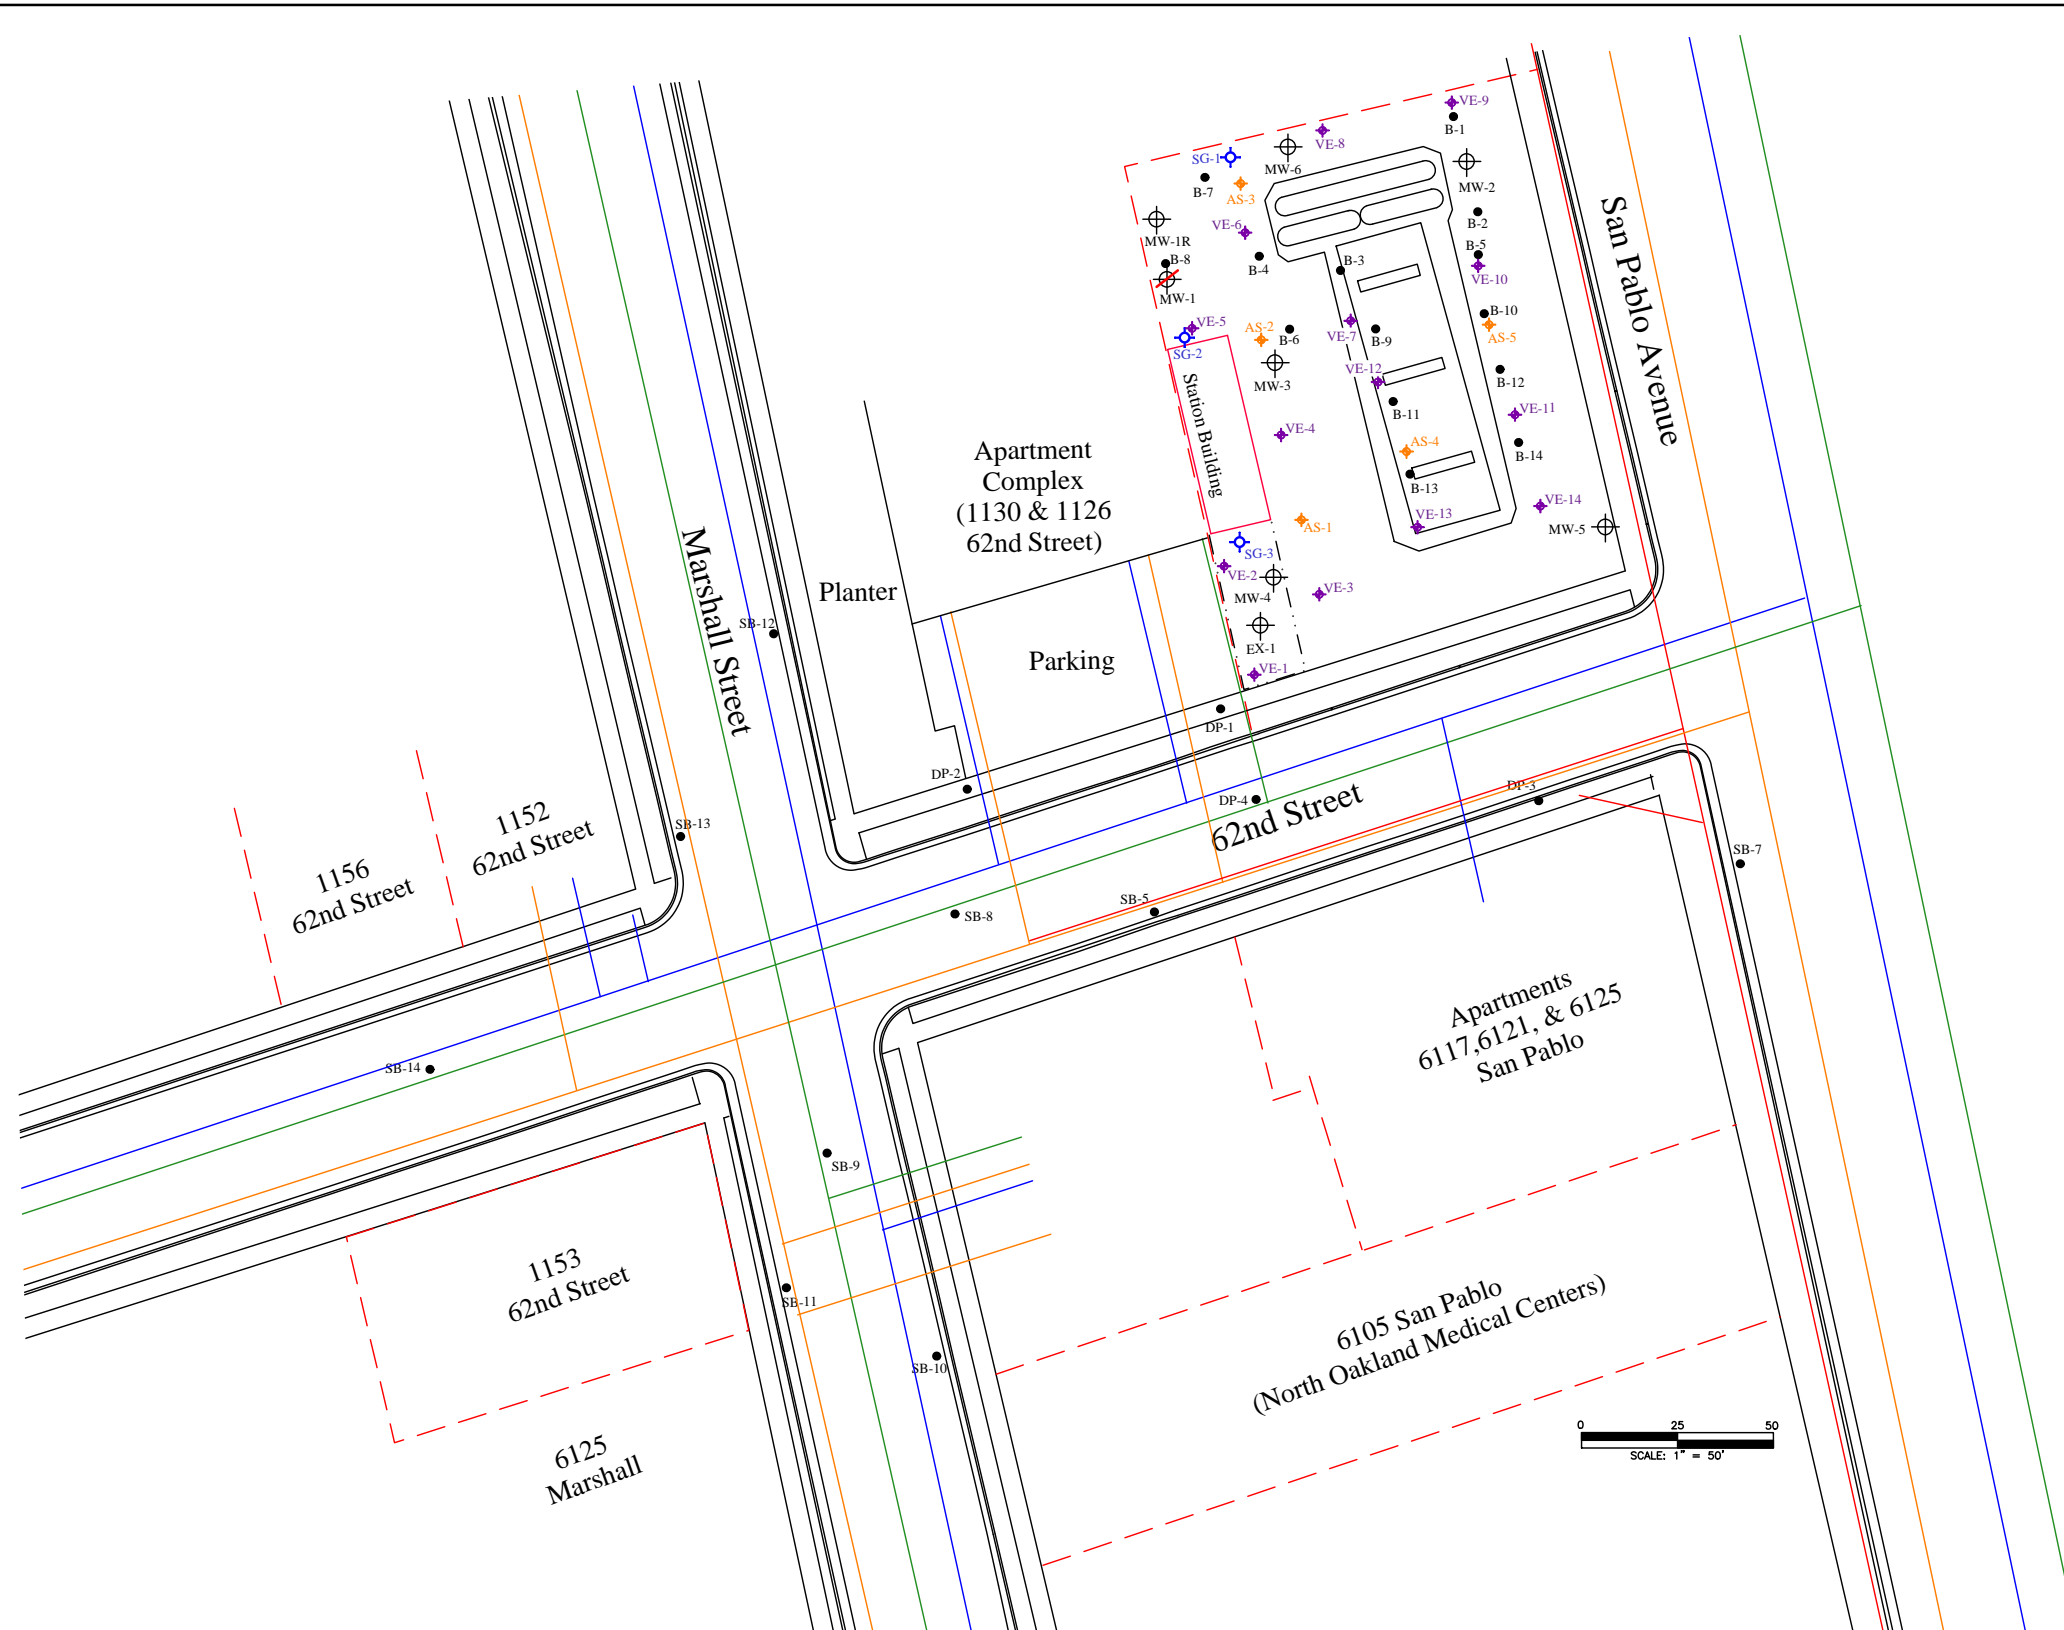 VE-9
B-1
VE-8
SG-1
MW-6
MW-2
B-7
AS-3
B-2
VE-6
MW-1R
B-5
B-8
B-4
B-3
VE-10
MW-1
San Pablo Avenue
B-10
VE-5
AS-2
B-6
VE-7
B-9
AS-5
SG-2
MW-3
VE-12
B-12
Station Building
B-11
VE-11
VE-4
AS-4
B-14
Apartment
Complex
(1130 & 1126
62nd Street)
B-13
VE-14
VE-13
AS-1
MW-5
SG-3
VE-2
MW-4
VE-3
Planter
Marshall Street
SB-12
EX-1
Parking
VE-1
DP-1
DP-2
DP-4
DP-3
62nd Street
1152
62nd Street
SB-13
SB-7
1156
62nd Street
SB-5
SB-8
Apartments
6117,6121, & 6125
San Pablo
SB-14
SB-9
1153
62nd Street
SB-11
6105 San Pablo
(North Oakland Medical Centers)
SB-10
6125
Marshall
0 25 50
SCALE: 1" = 50'